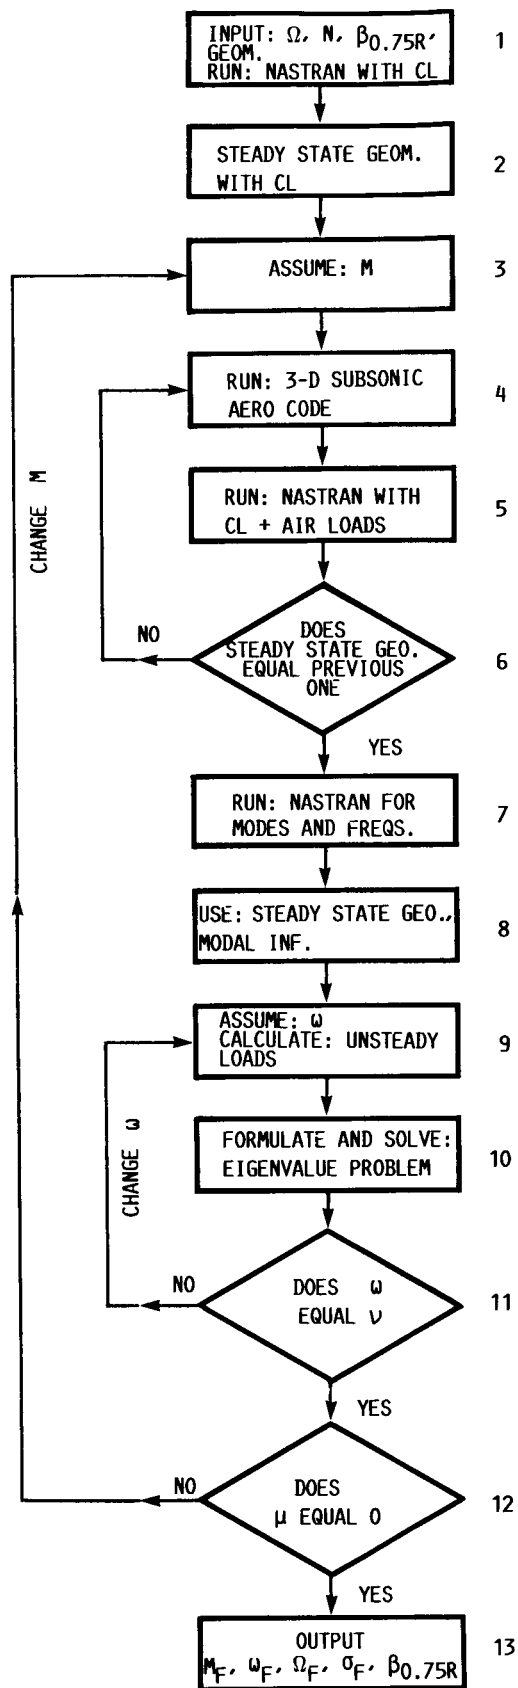 INPUT: Ω, N, β0.75R,
GEOM.
RUN: NASTRAN WITH CL
1
STEADY STATE GEOM.
WITH CL
2
ASSUME: M
3
RUN: 3-D SUBSONIC
AERO CODE
4
RUN: NASTRAN WITH
CL + AIR LOADS
5
CHANGE M
NO
DOES
STEADY STATE GEO.
EQUAL PREVIOUS
ONE
6
YES
RUN: NASTRAN FOR
MODES AND FREQS.
7
USE: STEADY STATE GEO.,
MODAL INF.
8
ASSUME: ω
CALCULATE: UNSTEADY
LOADS
9
CHANGE ω
FORMULATE AND SOLVE:
EIGENVALUE PROBLEM
10
NO
DOES ω
EQUAL ν
11
YES
NO
DOES
μ EQUAL 0
12
YES
OUTPUT
MF, ωF, ΩF, σF, β0.75R
13